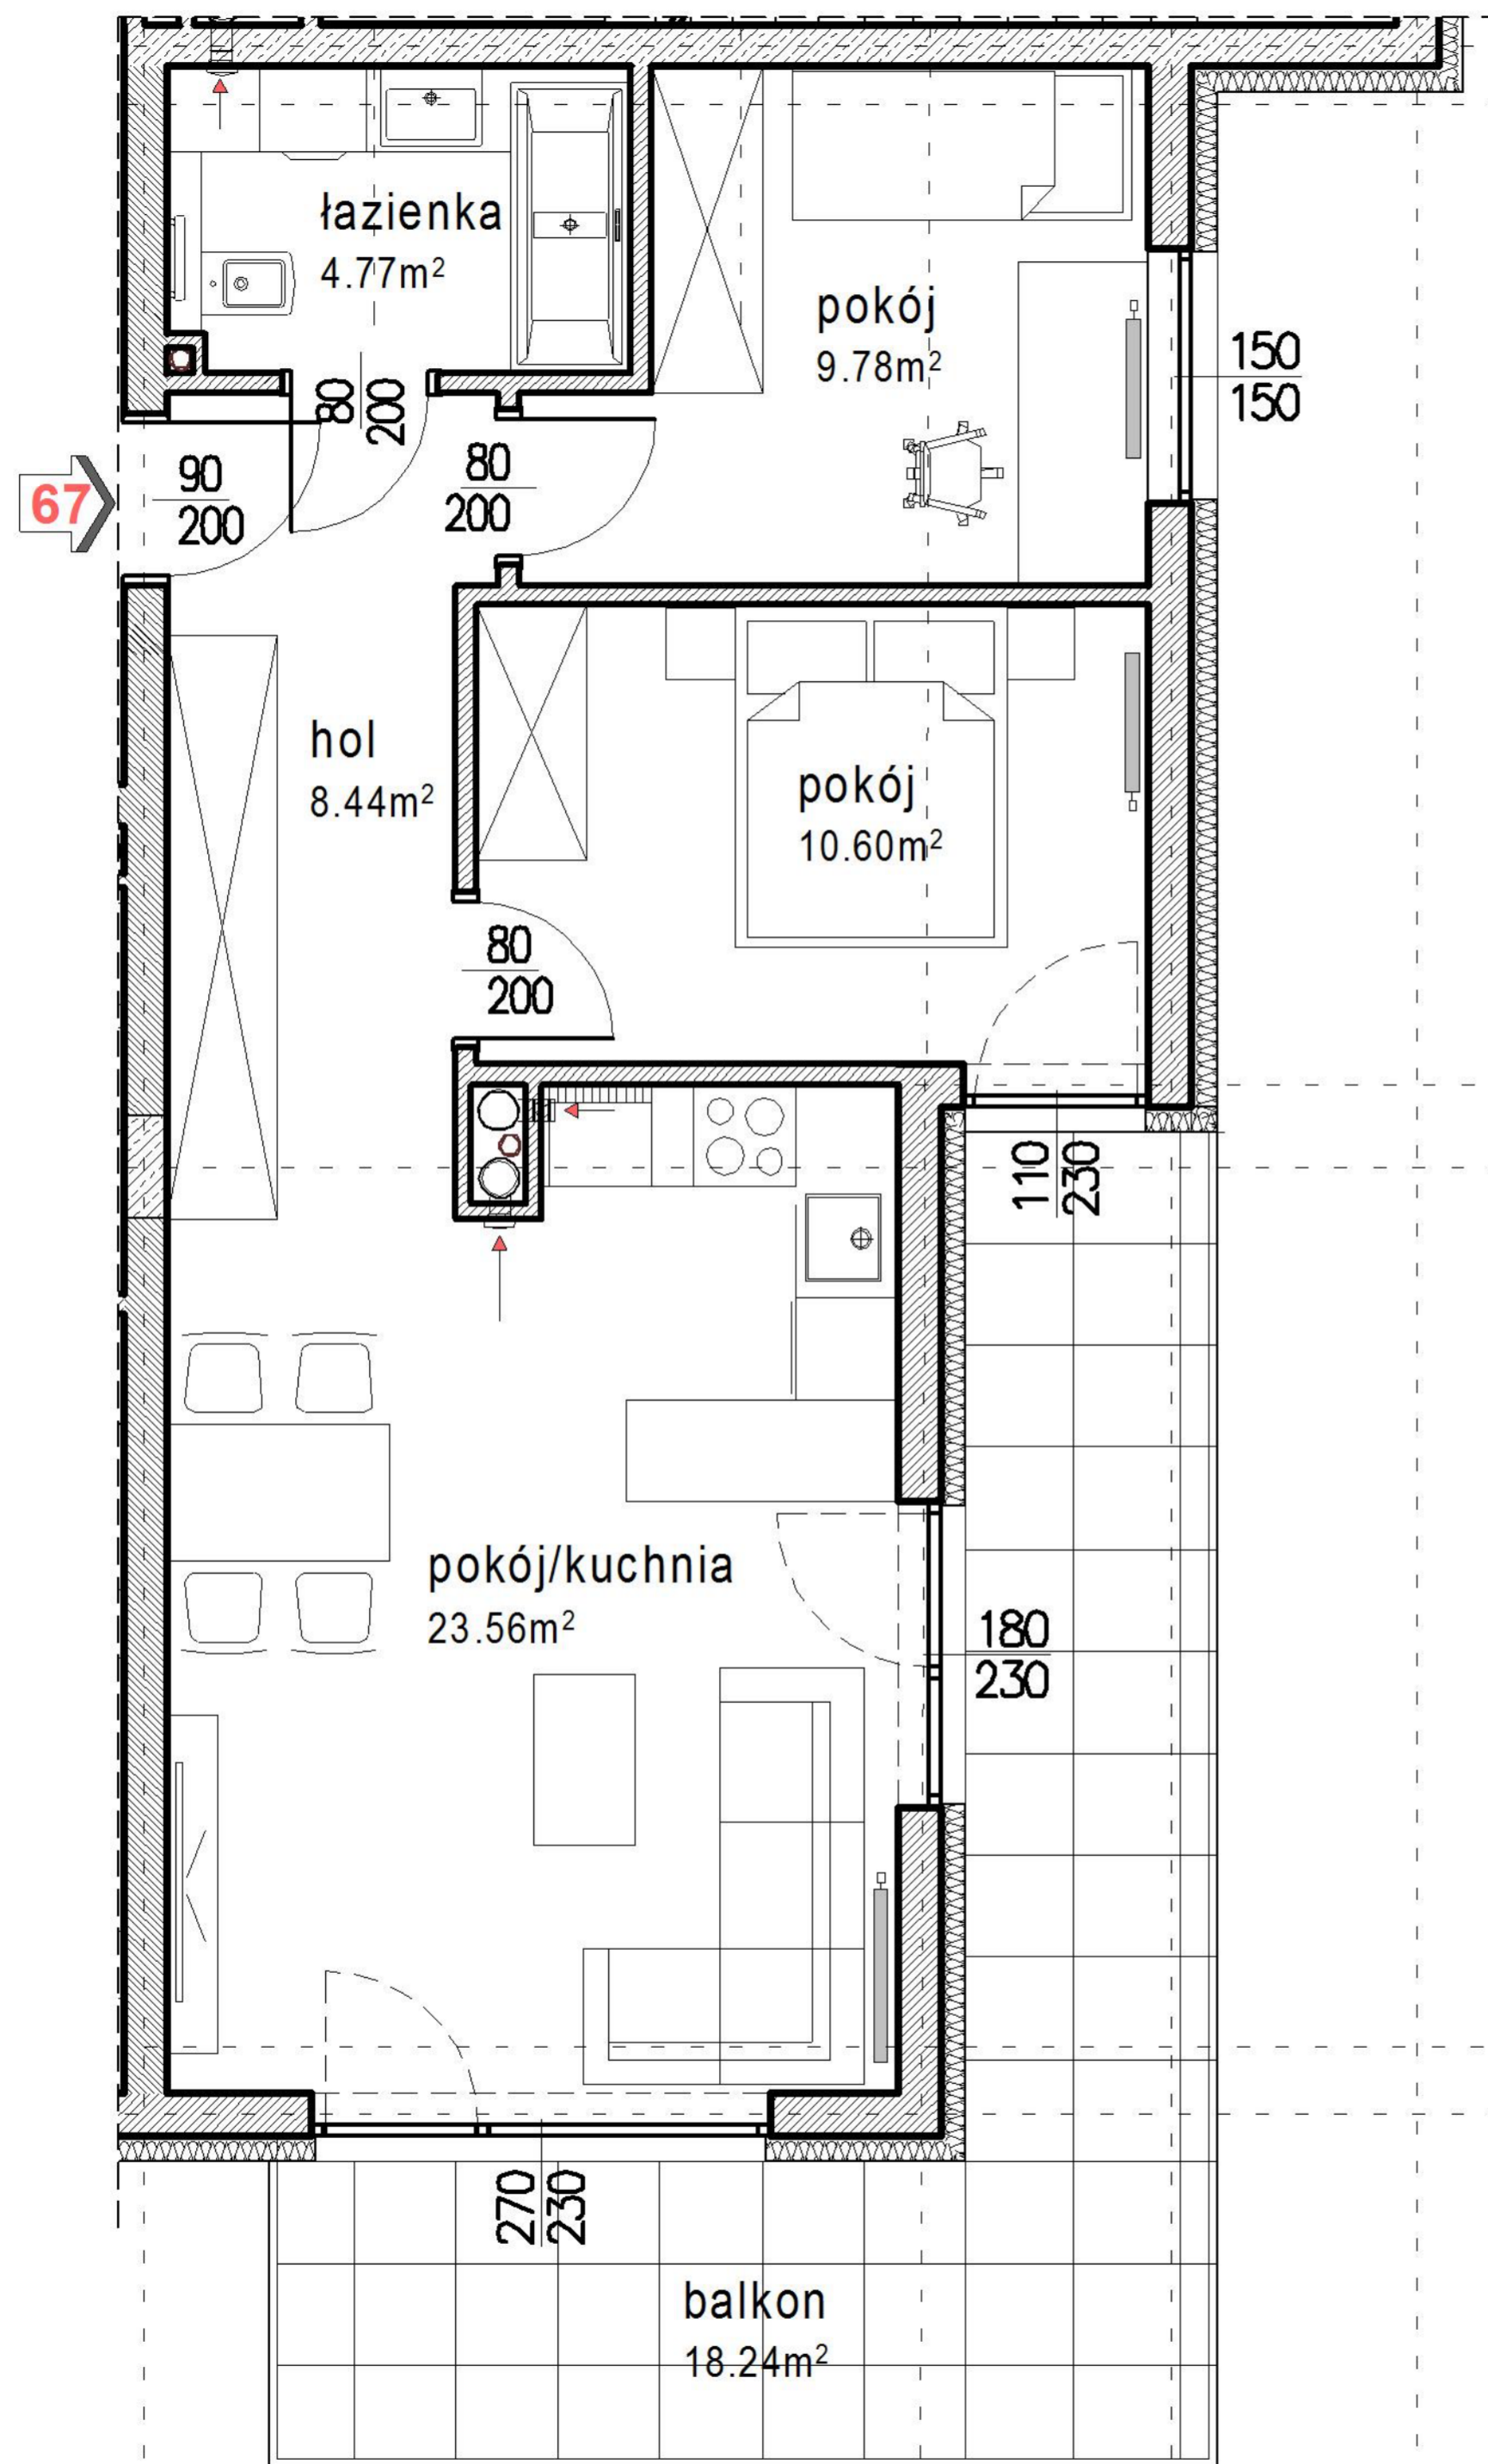 łazienka
4.77m²
pokój
9.78m²
150
150
80
200
67
90
200
80
200
hol
8.44m²
pokój
10.60m²
80
200
110
230
pokój/kuchnia
23.56m²
180
230
270
230
balkon
18.24m²